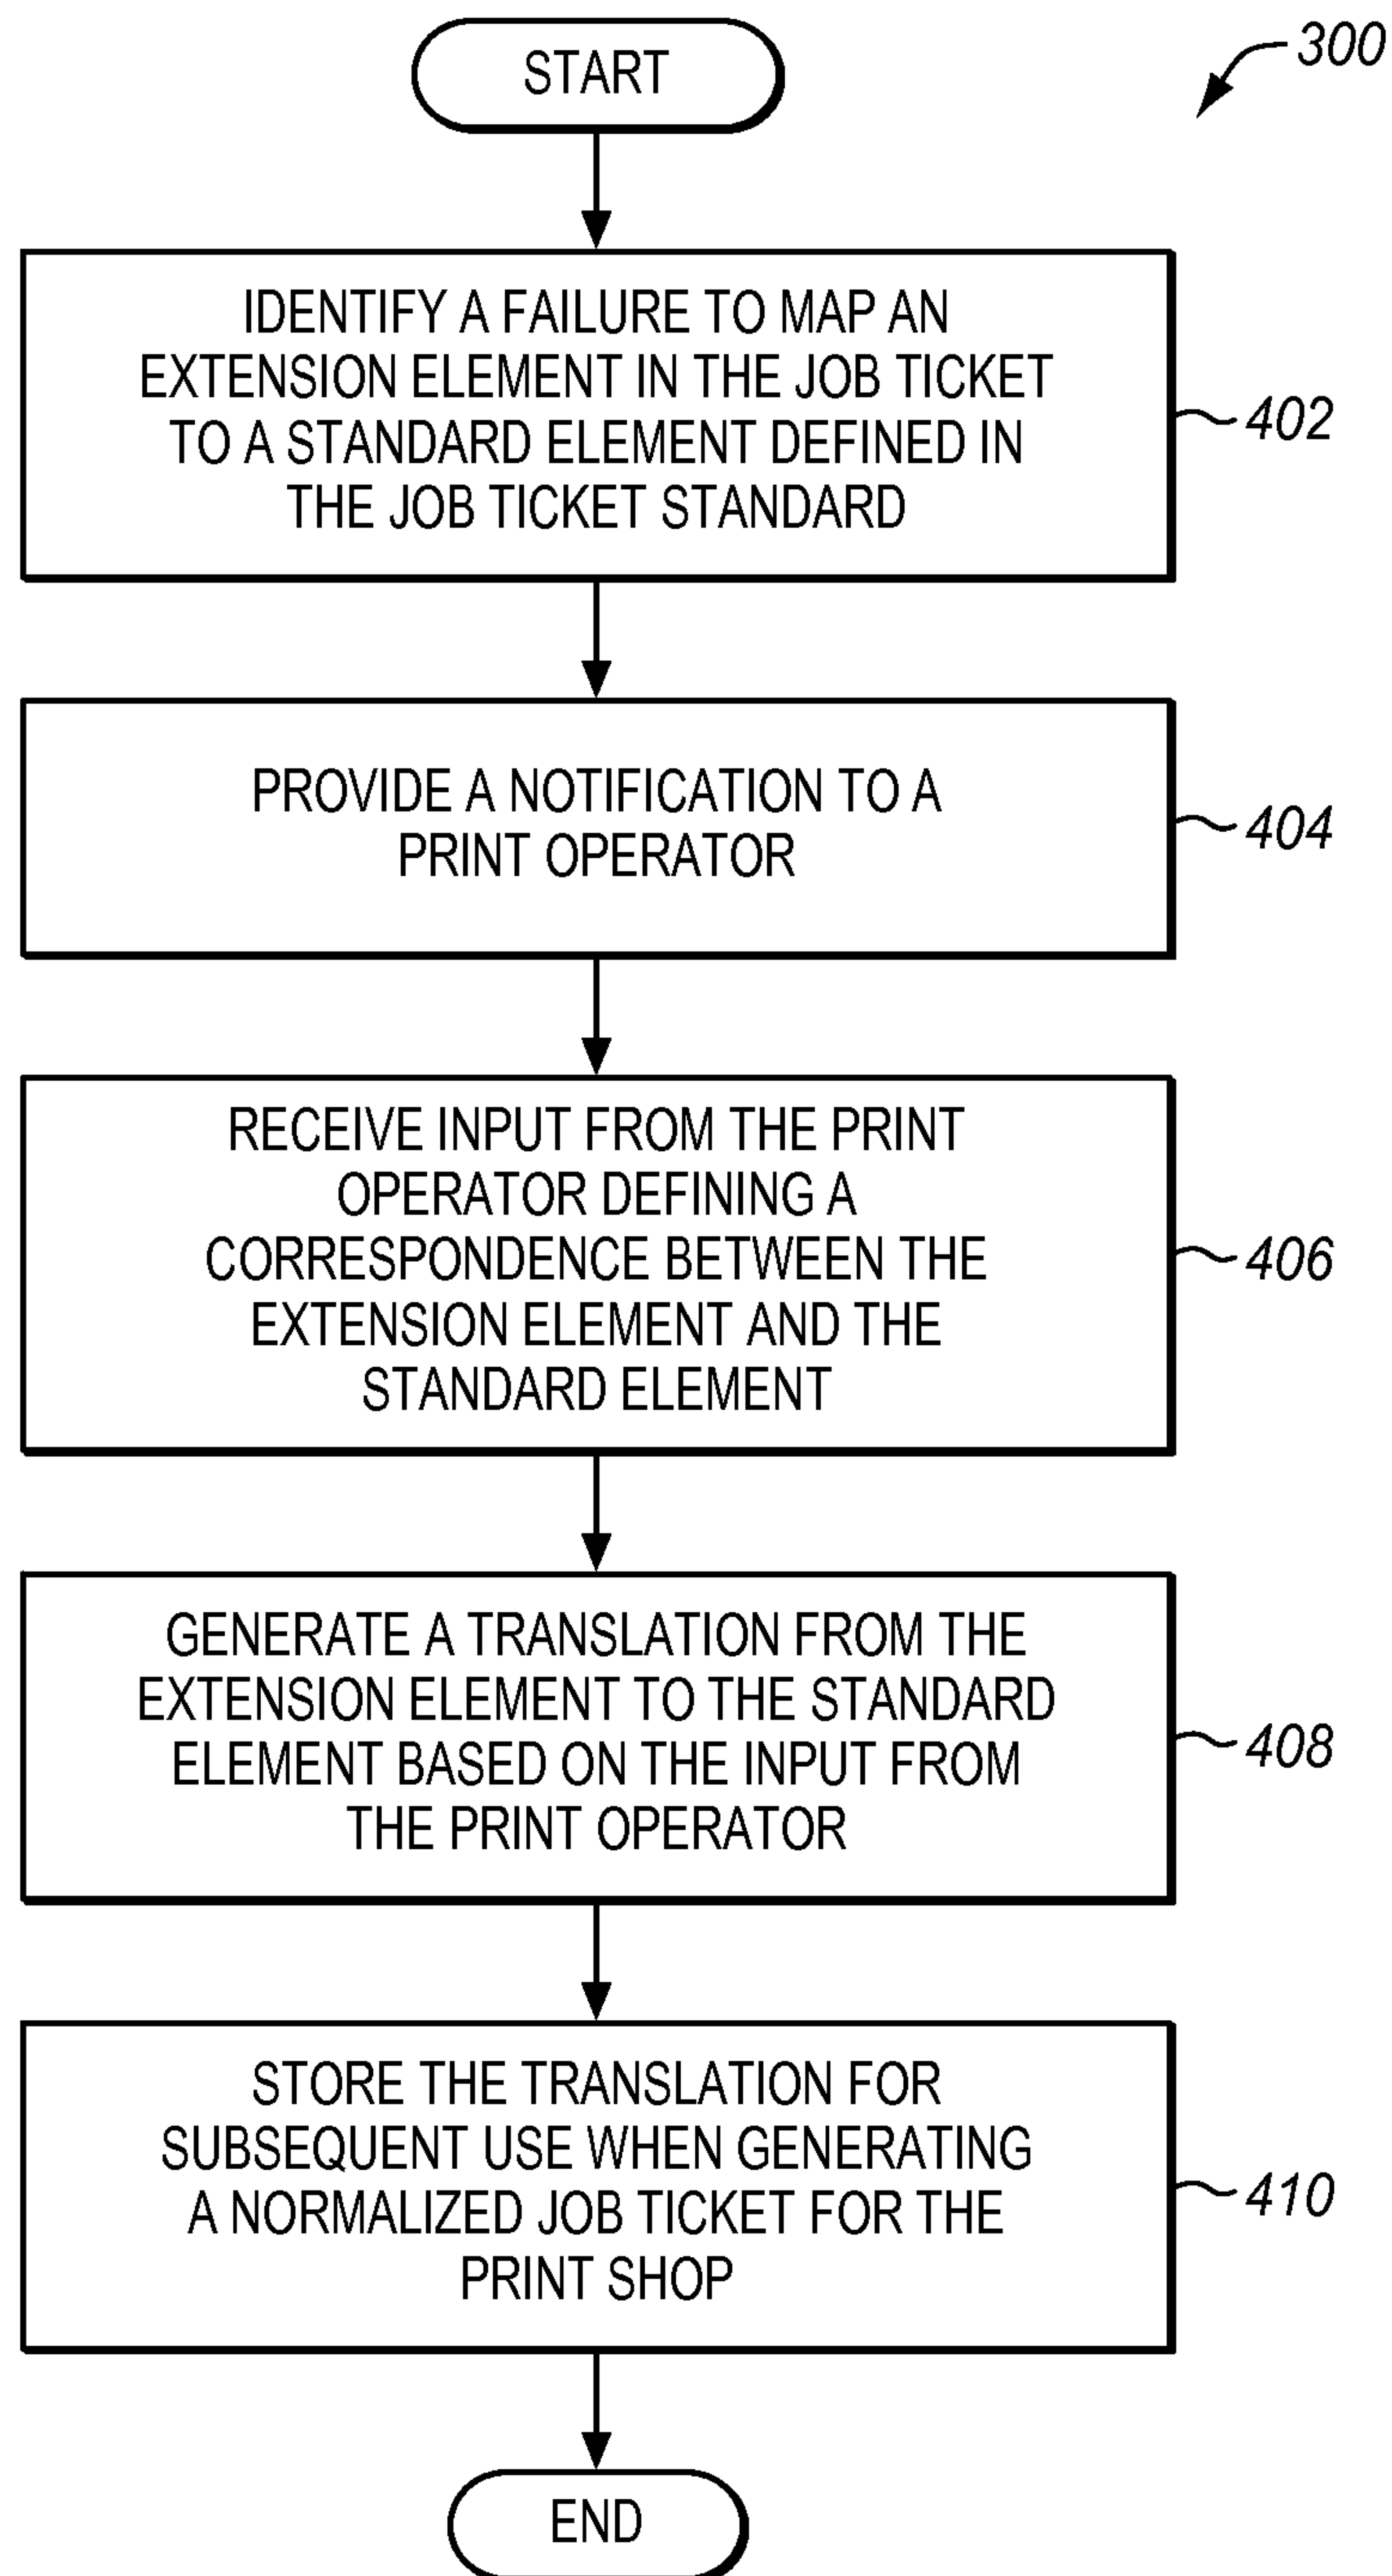 START
300
IDENTIFY A FAILURE TO MAP AN
EXTENSION ELEMENT IN THE JOB TICKET
TO A STANDARD ELEMENT DEFINED IN
THE JOB TICKET STANDARD
402
PROVIDE A NOTIFICATION TO A
PRINT OPERATOR
404
RECEIVE INPUT FROM THE PRINT
OPERATOR DEFINING A
CORRESPONDENCE BETWEEN THE
EXTENSION ELEMENT AND THE
STANDARD ELEMENT
406
GENERATE A TRANSLATION FROM THE
EXTENSION ELEMENT TO THE STANDARD
ELEMENT BASED ON THE INPUT FROM
THE PRINT OPERATOR
408
STORE THE TRANSLATION FOR
SUBSEQUENT USE WHEN GENERATING
A NORMALIZED JOB TICKET FOR THE
PRINT SHOP
410
END